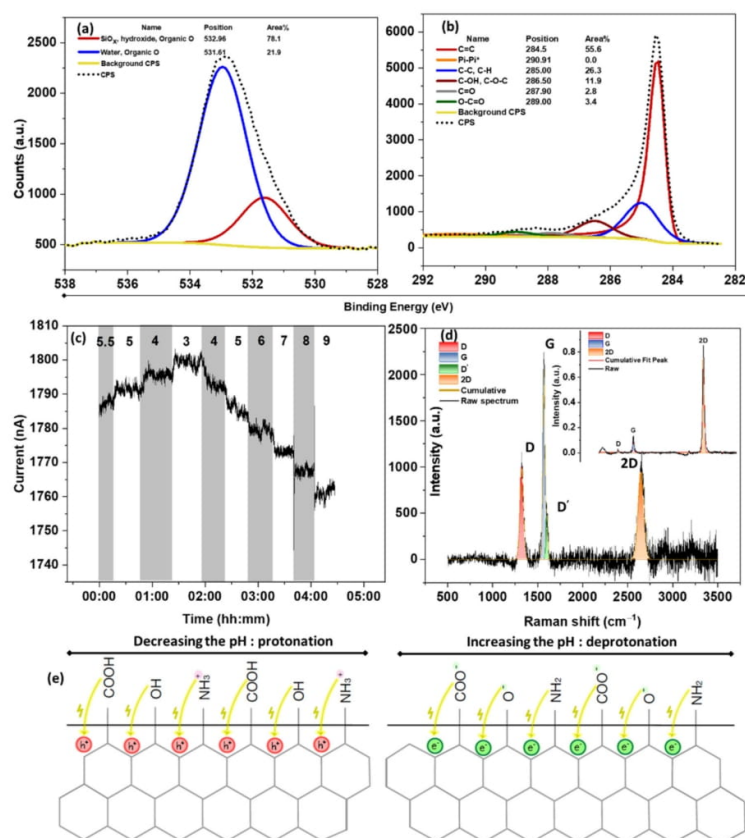 (a)
Name Position Area%
SiOx, hydroxide, Organic O 532.96 78.1
Water, Organic O 531.61 21.9
Background CPS
CPS
2500
2000
1500
1000
500
Counts (a.u.)
538 536 534 532 530 528
(b)
Name Position Area%
C=C 284.5 55.6
Pi-Pi* 290.91 0.0
C-C, C-H 285.00 26.3
C-OH, C-O-C 286.50 11.9
C=O 287.90 2.8
O-C=O 289.00 3.4
Background CPS
CPS
6000
5000
4000
3000
2000
1000
0
292 290 288 286 284 282
Binding Energy (eV)
(c)
5.5 5 4 3 4 5 6 7 8 9
1810
1800
1790
1780
1770
1760
1750
1740
Current (nA)
00:00 01:00 02:00 03:00 04:00 05:00
Time (hh:mm)
(d)
D
G
D′
2D
Cumulative
Raw spectrum
2500
2000
1500
1000
500
0
Intensity (a.u.)
G
D
D′
2D
500 1000 1500 2000 2500 3000 3500
Raman shift (cm⁻¹)
D
G
2D
Cumulative Fit Peak
Raw
0.8
0.6
0.4
0.2
0.0
Intensity (a.u.)
D
G
2D
(e)
Decreasing the pH : protonation
COOH OH NH3 + COOH OH NH3 +
h+ h+ h+ h+ h+ h+
Increasing the pH : deprotonation
COO - O - NH2 COO - O - NH2
e- e- e- e- e- e-